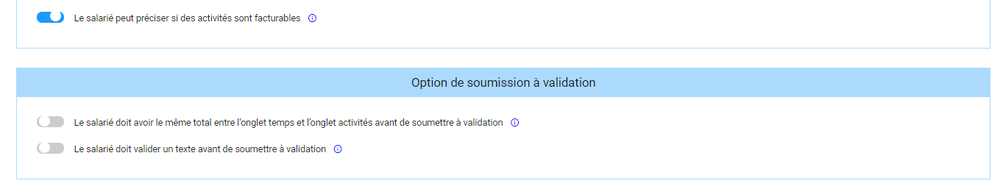 Le salarié peut préciser si des activités sont facturables
Option de soumission à validation
Le salarié doit avoir le même total entre l'onglet temps et l'onglet activités avant de soumettre à validation
Le salarié doit valider un texte avant de soumettre à validation